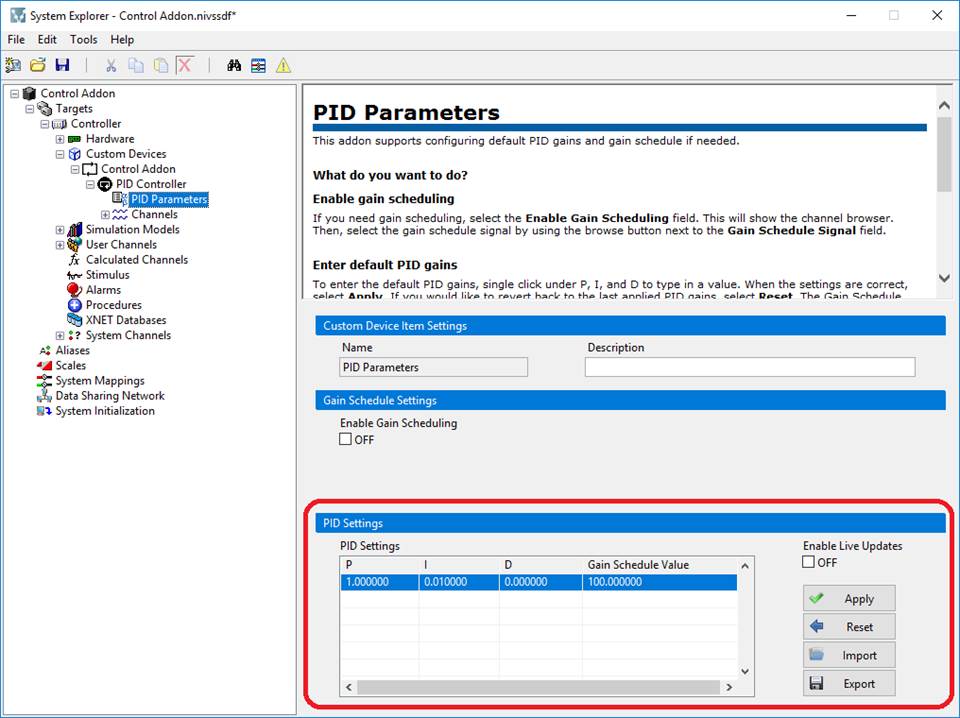 System Explorer - Control Addon.nivssdf*
File Edit Tools Help
Control Addon
Targets
Controller
Hardware
Custom Devices
Control Addon
PID Controller
PID Parameters
Channels
Simulation Models
User Channels
Calculated Channels
Stimulus
Alarms
Procedures
XNET Databases
System Channels
Aliases
Scales
System Mappings
Data Sharing Network
System Initialization
PID Parameters
This addon supports configuring default PID gains and gain schedule if needed.
What do you want to do?
Enable gain scheduling
If you need gain scheduling, select the Enable Gain Scheduling field. This will show the channel browser.
Then, select the gain schedule signal by using the browse button next to the Gain Schedule Signal field.
Enter default PID gains
To enter the default PID gains, single click under P, I, and D to type in a value. When the settings are correct,
select Apply. If you would like to revert back to the last applied PID gains, select Reset. The Gain Schedule
Custom Device Item Settings
Name Description
PID Parameters
Gain Schedule Settings
Enable Gain Scheduling
OFF
PID Settings
PID Settings Enable Live Updates
P I D Gain Schedule Value OFF
1.000000 0.010000 0.000000 100.000000
Apply
Reset
Import
Export